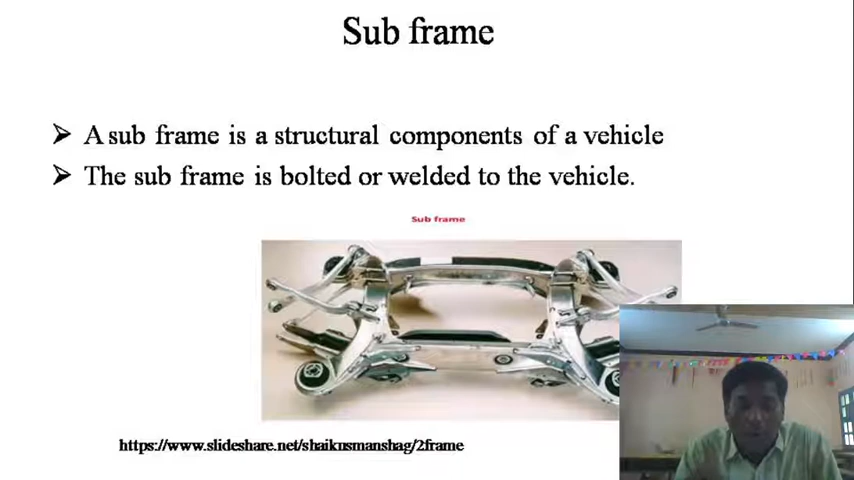 Sub frame
➢ A sub frame is a structural components of a vehicle
➢ The sub frame is bolted or welded to the vehicle.
Sub frame
https://www.slideshare.net/shaikusmanshag/2frame